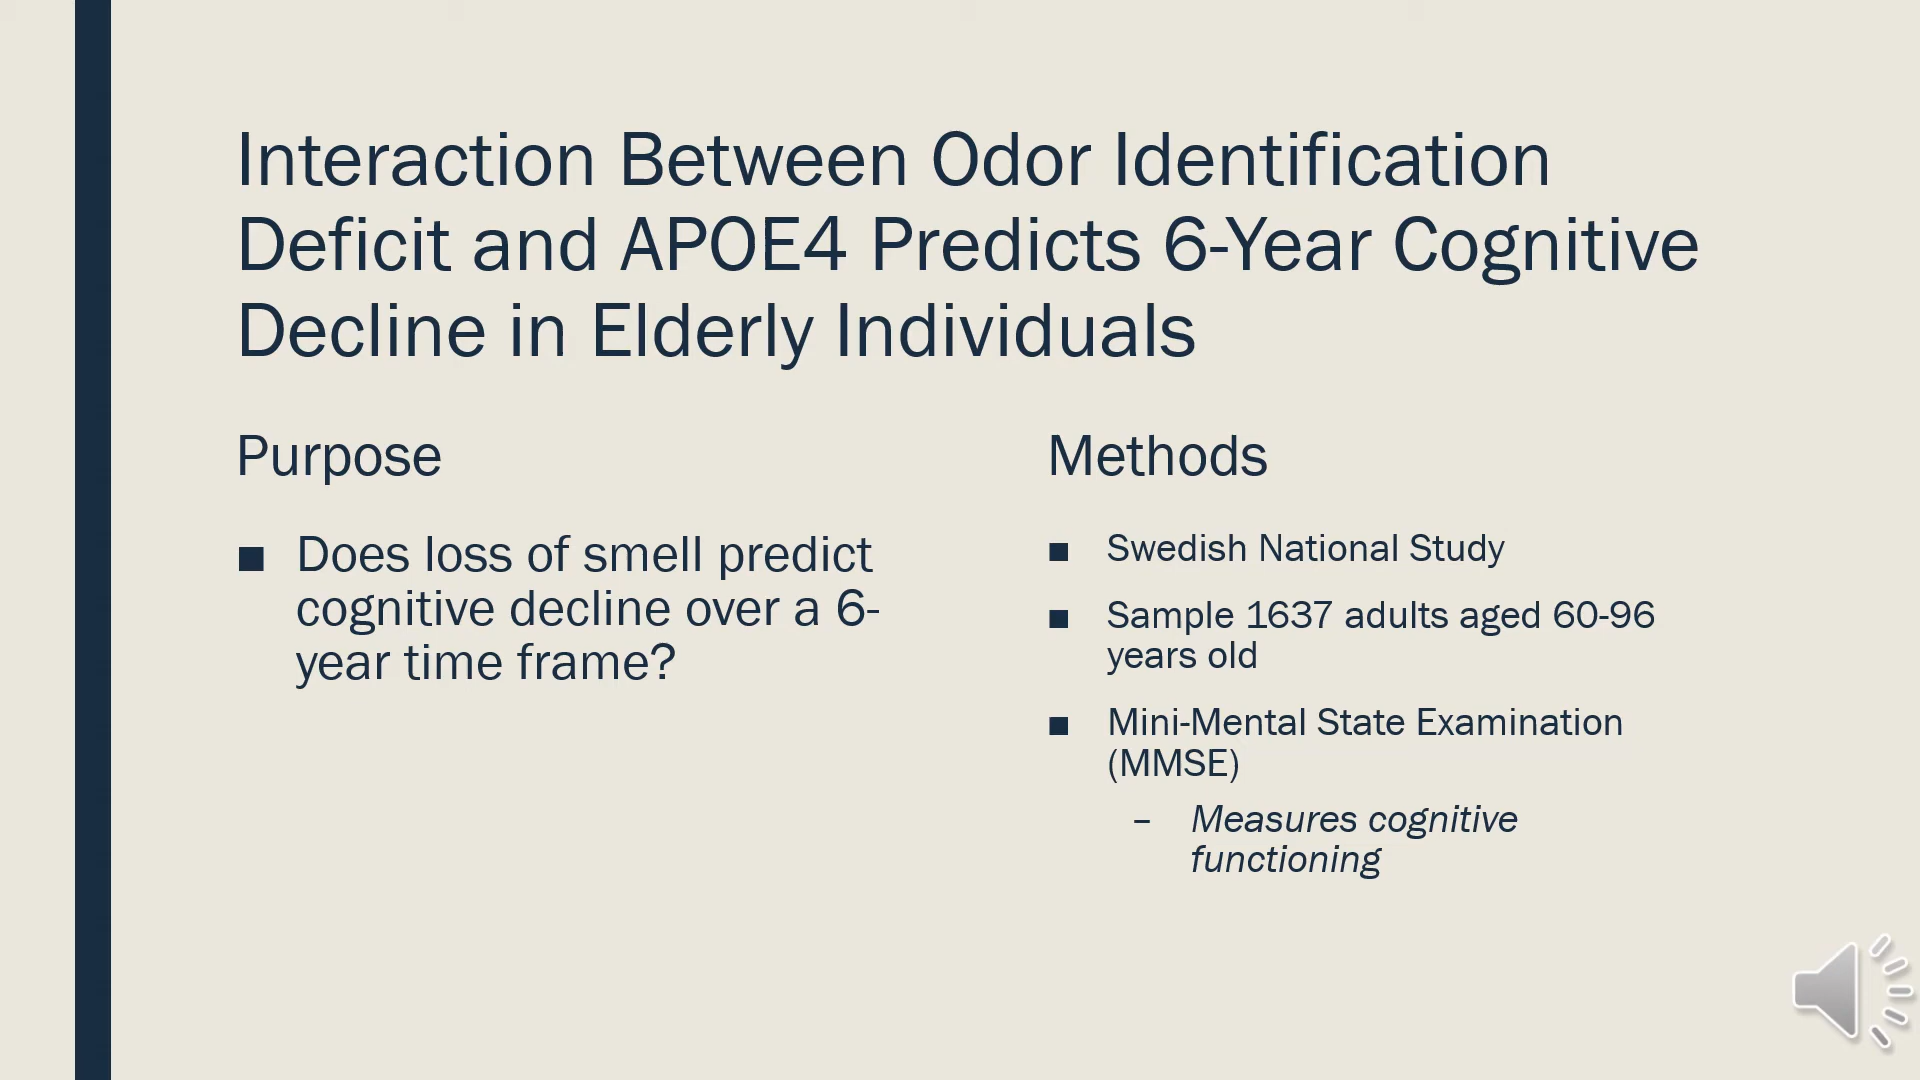 Interaction Between Odor Identification
Deficit and APOE4 Predicts 6-Year Cognitive
Decline in Elderly Individuals
Purpose
■ Does loss of smell predict
cognitive decline over a 6-
year time frame?
Methods
■ Swedish National Study
■ Sample 1637 adults aged 60-96
years old
■ Mini-Mental State Examination
(MMSE)
– Measures cognitive
functioning